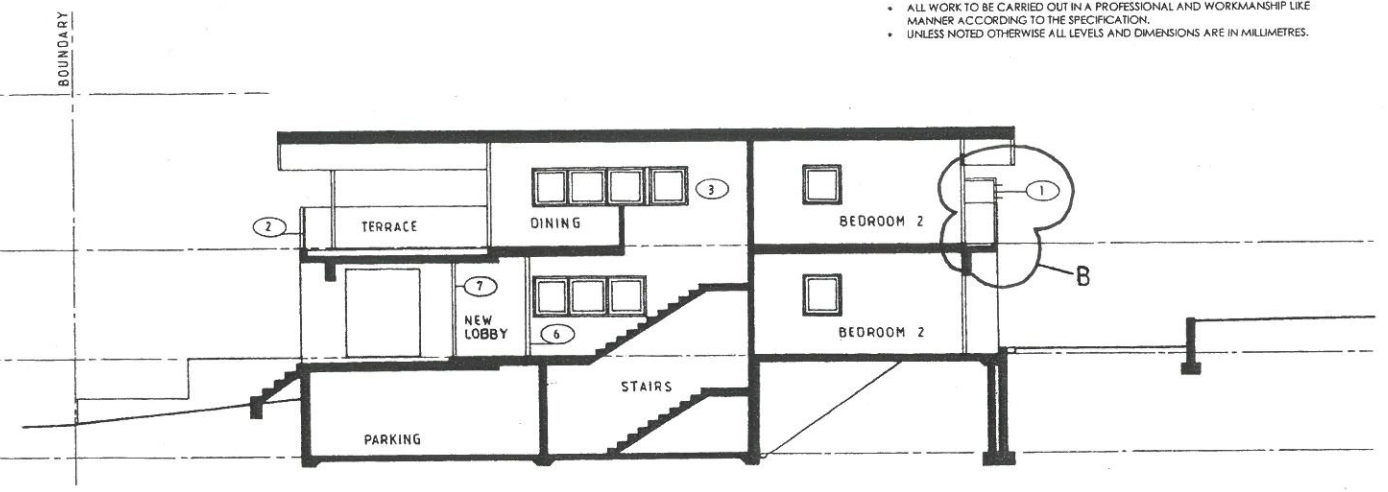 • ALL WORK TO BE CARRIED OUT IN A PROFESSIONAL AND WORKMANSHIP LIKE
MANNER ACCORDING TO THE SPECIFICATION.
• UNLESS NOTED OTHERWISE ALL LEVELS AND DIMENSIONS ARE IN MILLIMETRES.
BOUNDARY
3
1
2
TERRACE
DINING
BEDROOM 2
B
7
NEW
LOBBY
6
BEDROOM 2
STAIRS
PARKING